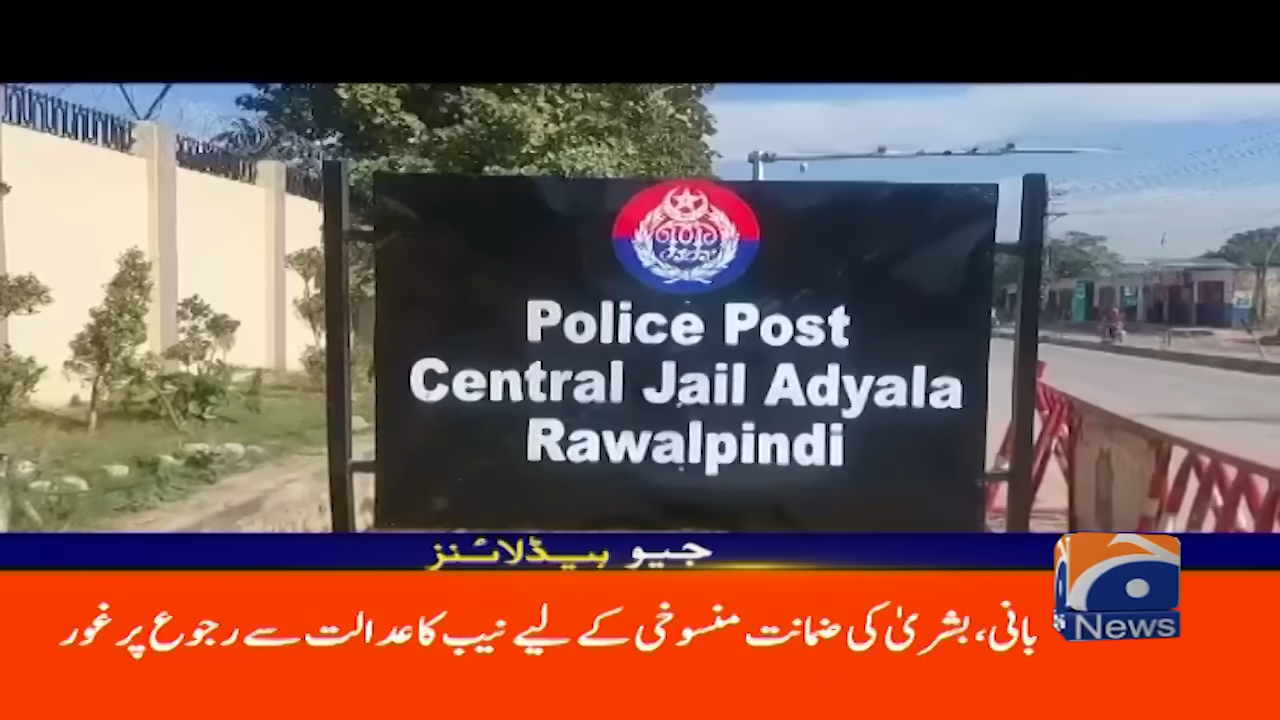 Police Post
Central Jail Adyala
Rawalpindi
جیو ہیڈلائنز
بانی، بشریٰ کی ضمانت منسوخی کے لیے نیب کا عدالت سے رجوع پر غور
News